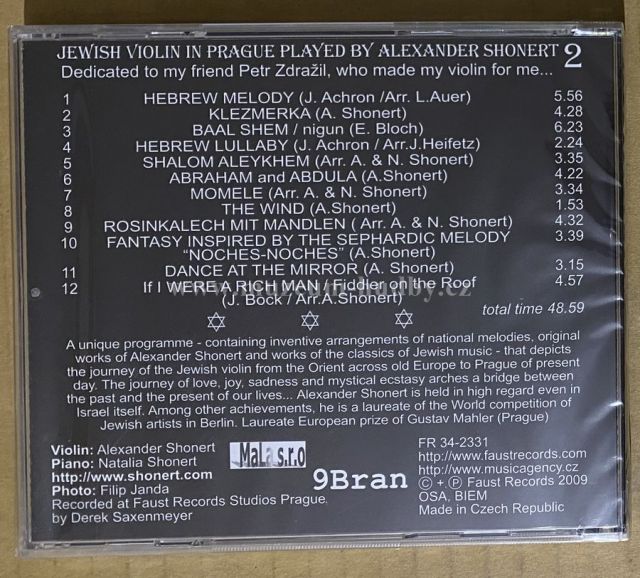 JEWISH VIOLIN IN PRAGUE PLAYED BY ALEXANDER SHONERT 2
Dedicated to my friend Petr Zdražil, who made my violin for me...
1 HEBREW MELODY (J. Achron /Arr. L.Auer) 5.56
2 KLEZMERKA (A. Shonert) 4.28
3 BAAL SHEM / nigun (E. Bloch) 6.23
4 HEBREW LULLABY (J. Achron / Arr.J.Heifetz) 2.24
5 SHALOM ALEYKHEM (Arr. A. & N. Shonert) 3.35
6 ABRAHAM and ABDULA (A.Shonert) 4.22
7 MOMELE (Arr. A. & N. Shonert) 3.34
8 THE WIND (A.Shonert) 1.53
9 ROSINKALECH MIT MANDLEN ( Arr. A. & N. Shonert) 4.32
10 FANTASY INSPIRED BY THE SEPHARDIC MELODY 3.39
"NOCHES-NOCHES" (A.Shonert)
11 DANCE AT THE MIRROR (A. Shonert) 3.15
12 If I WERE A RICH MAN / Fiddler on the Roof 4.57
(J. Bock / Arr.A.Shonert)
total time 48.59
A unique programme - containing inventive arrangements of national melodies, original
works of Alexander Shonert and works of the classics of Jewish music - that depicts
the journey of the Jewish violin from the Orient across old Europe to Prague of present
day. The journey of love, joy, sadness and mystical ecstasy arches a bridge between
the past and the present of our lives... Alexander Shonert is held in high regard even in
Israel itself. Among other achievements, he is a laureate of the World competition of
Jewish artists in Berlin. Laureate European prize of Gustav Mahler (Prague)
Violin: Alexander Shonert
Piano: Natalia Shonert
http://www.shonert.com
Photo: Filip Janda
Recorded at Faust Records Studios Prague.
by Derek Saxenmeyer
MaLa s.r.o
9Bran
FR 34-2331
http://www.faustrecords.com
http://www.musicagency.cz
© + ℗ Faust Records 2009
OSA, BIEM
Made in Czech Republic